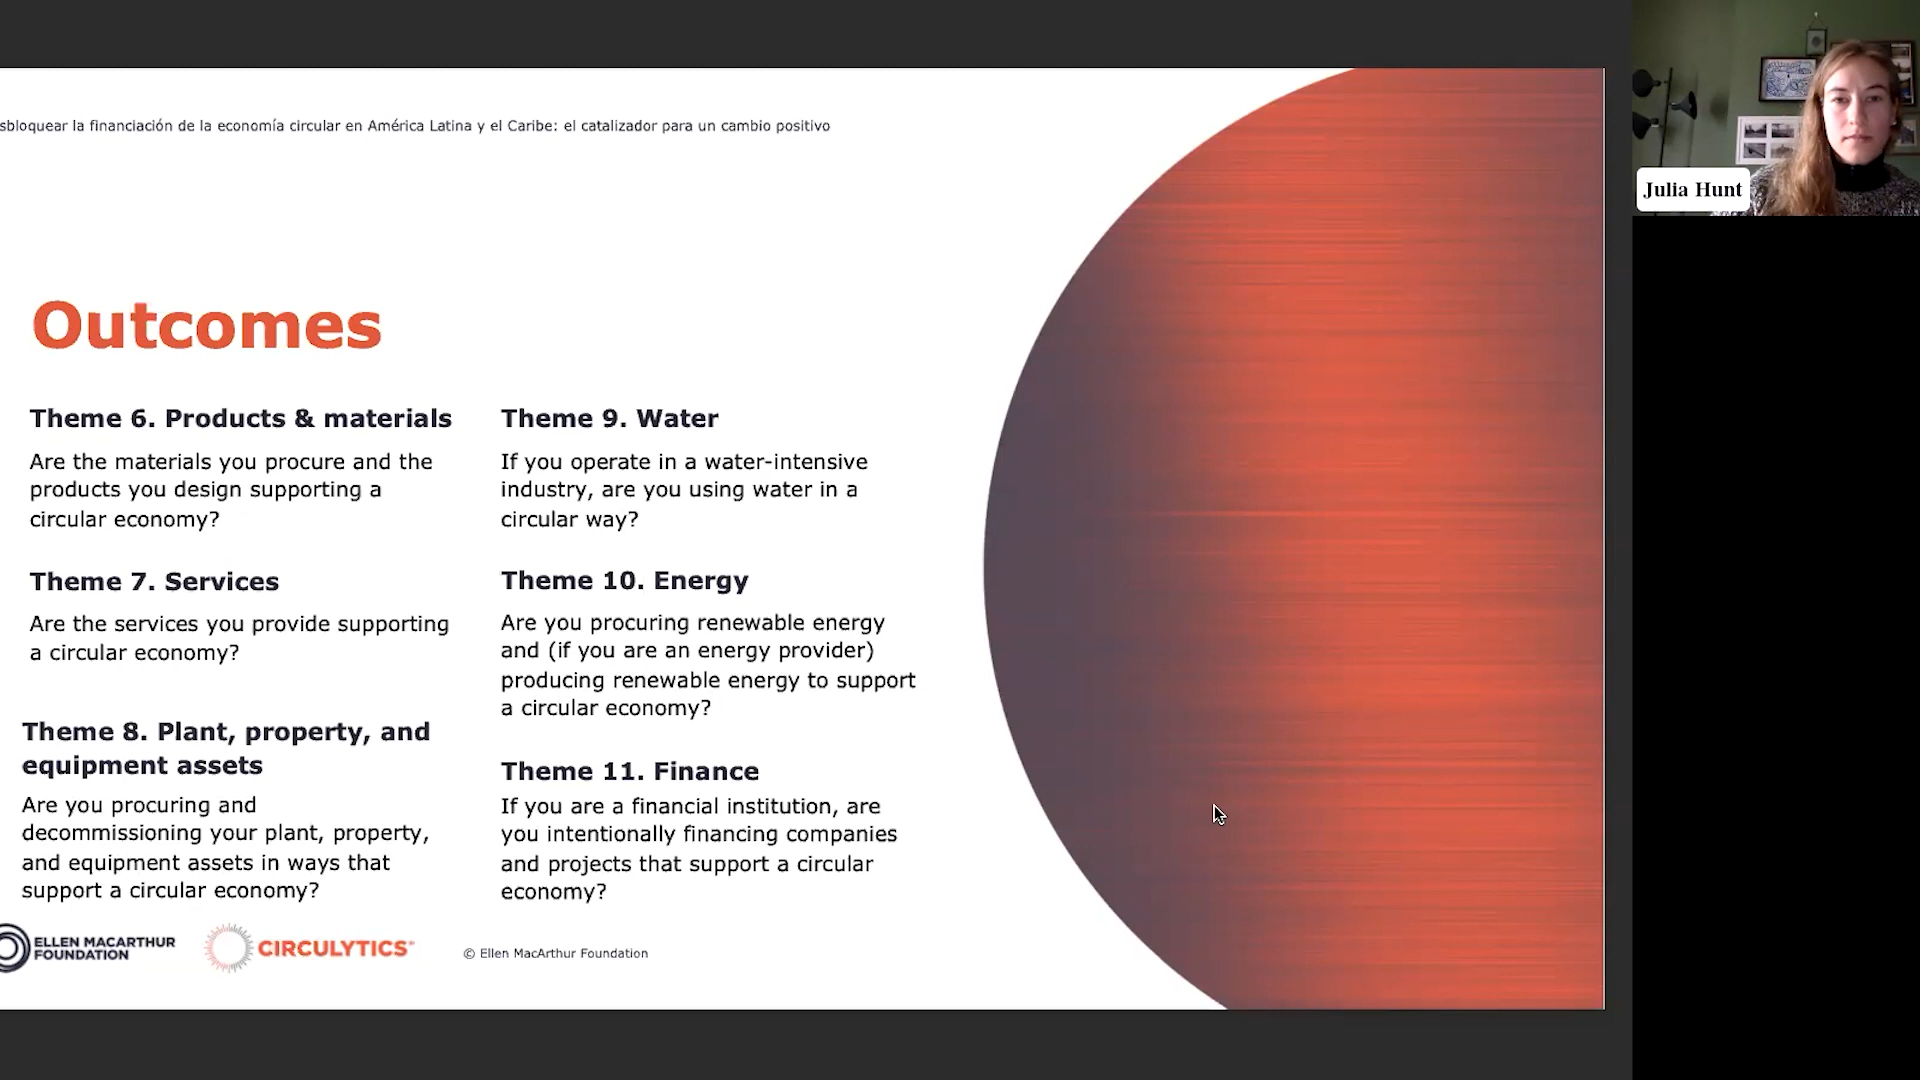 sbloquear la financiación de la economía circular en América Latina y el Caribe: el catalizador para un cambio positivo
Outcomes
Theme 6. Products & materials
Are the materials you procure and the
products you design supporting a
circular economy?
Theme 7. Services
Are the services you provide supporting
a circular economy?
Theme 8. Plant, property, and
equipment assets
Are you procuring and
decommissioning your plant, property,
and equipment assets in ways that
support a circular economy?
Theme 9. Water
If you operate in a water-intensive
industry, are you using water in a
circular way?
Theme 10. Energy
Are you procuring renewable energy
and (if you are an energy provider)
producing renewable energy to support
a circular economy?
Theme 11. Finance
If you are a financial institution, are
you intentionally financing companies
and projects that support a circular
economy?
ELLEN MACARTHUR
FOUNDATION
CIRCULYTICS
© Ellen MacArthur Foundation
Julia Hunt